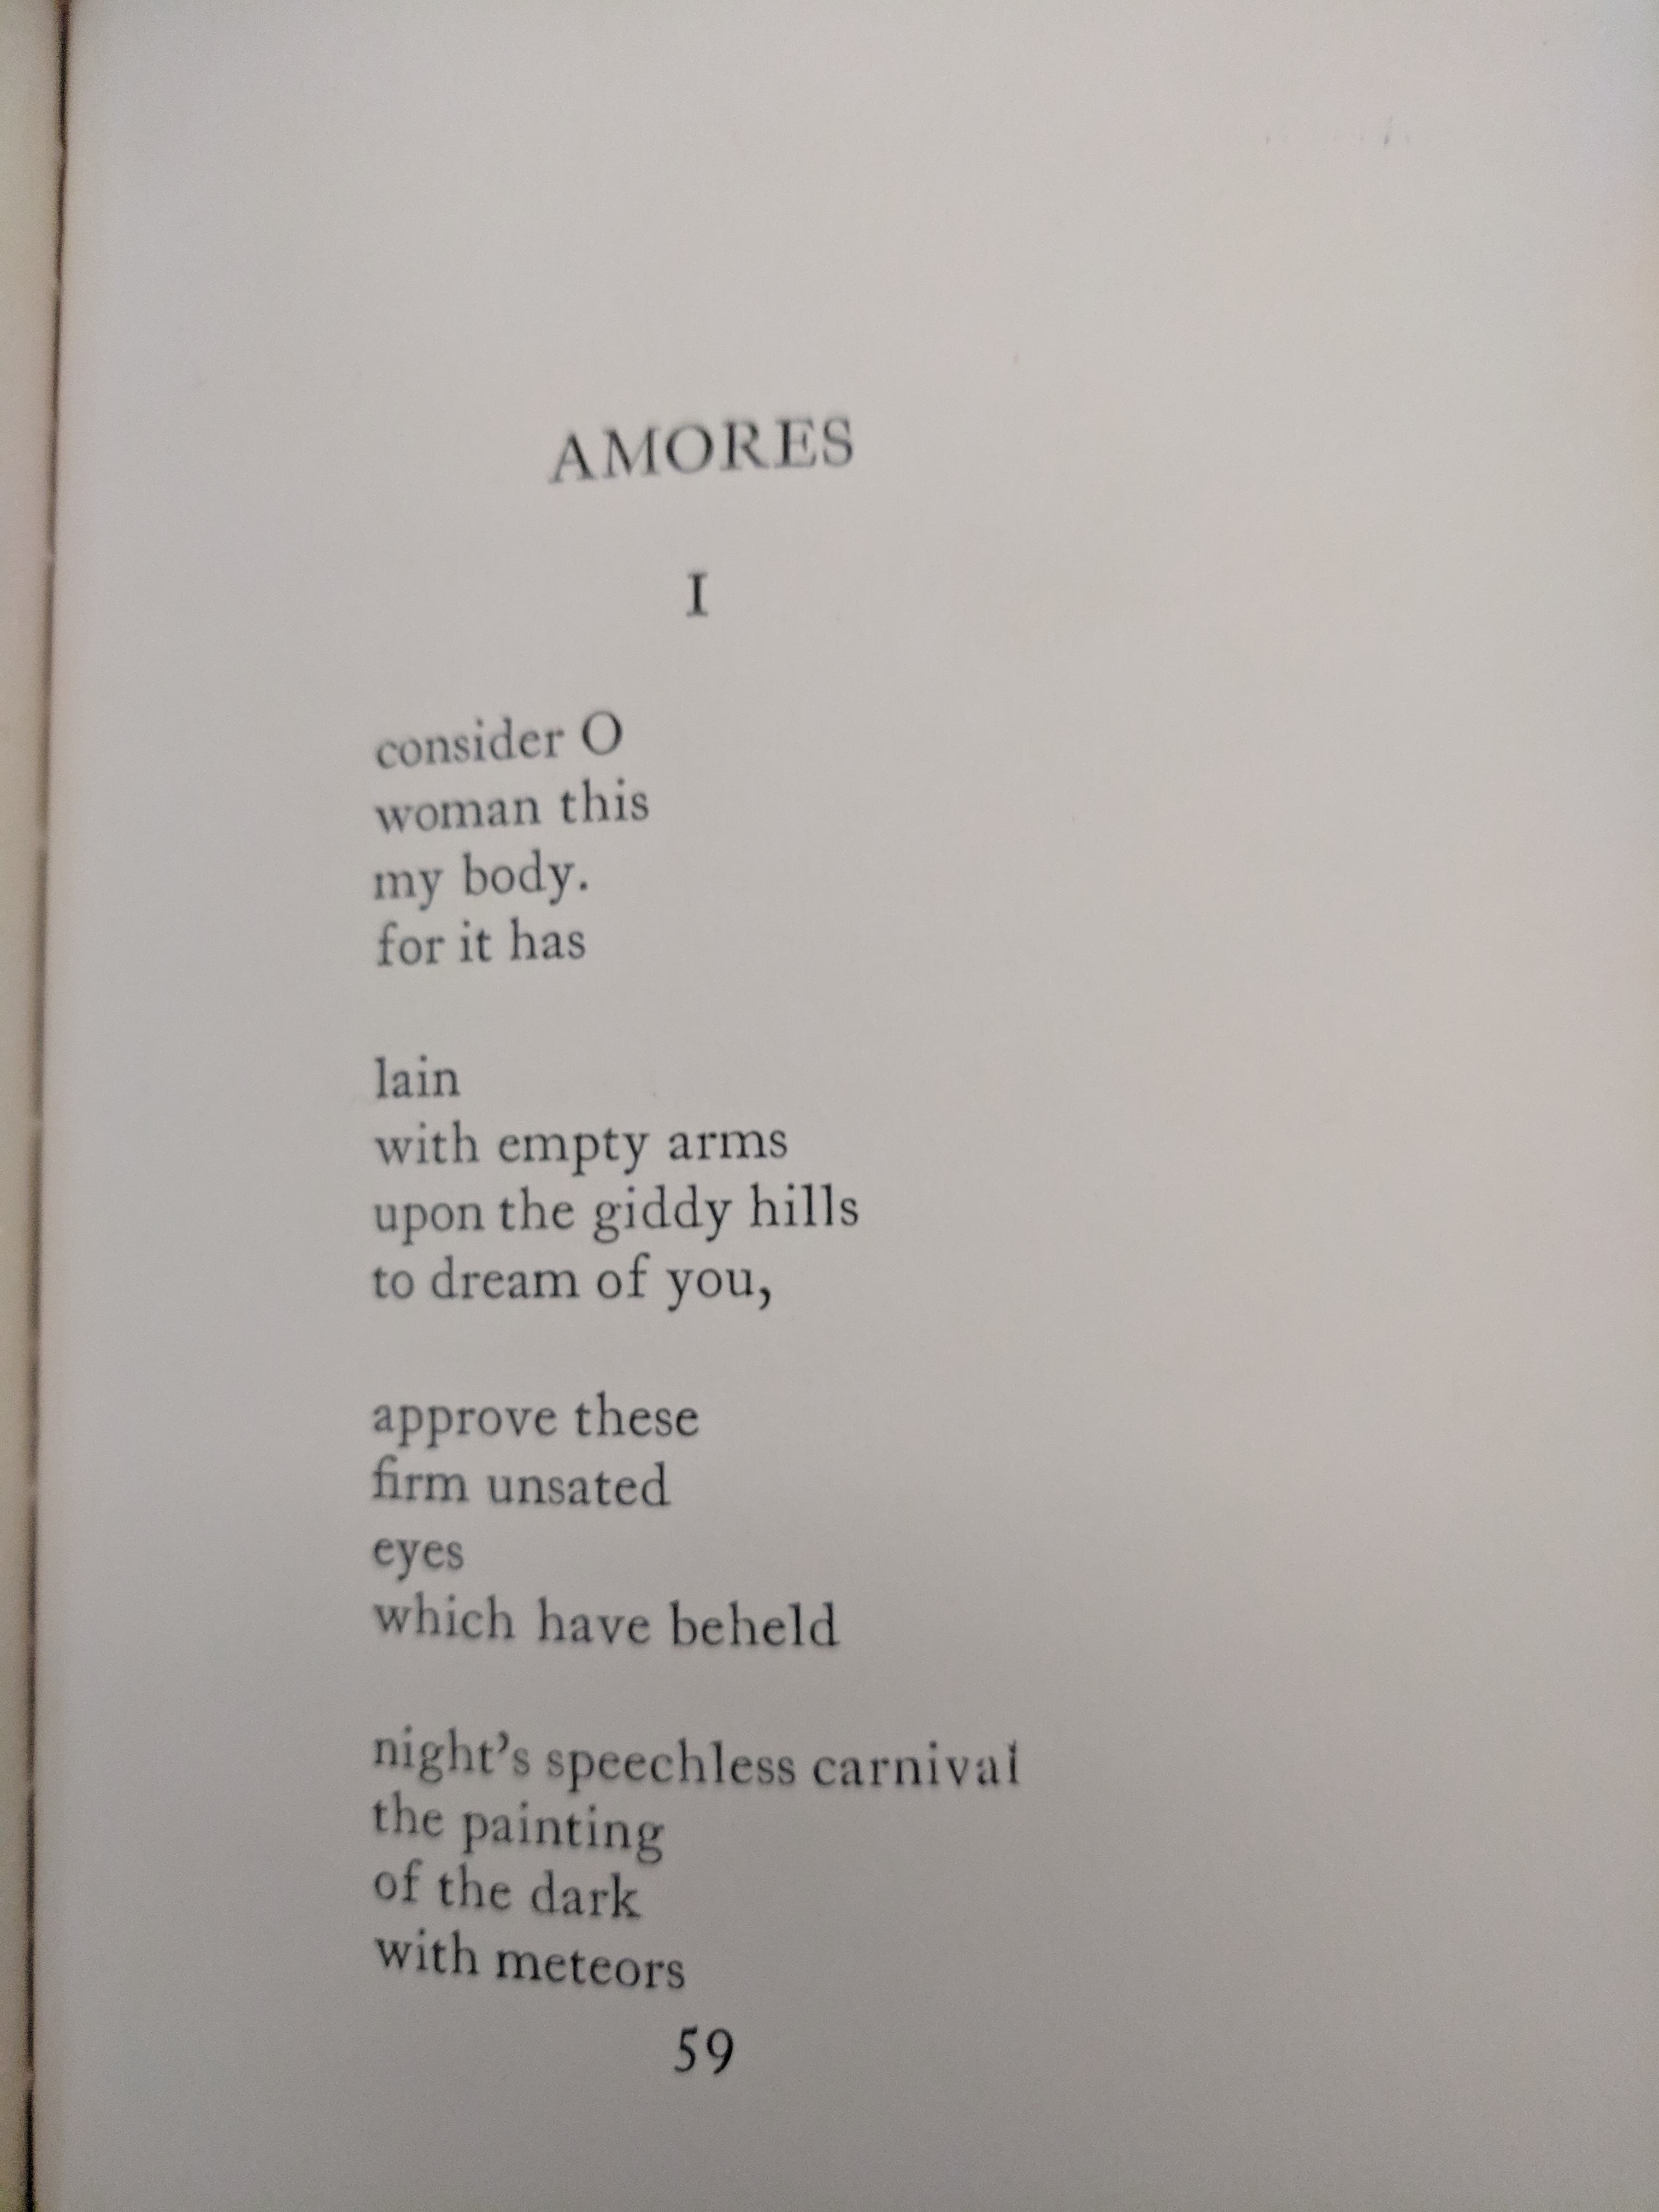 AMORES
I
consider O
woman this
my body.
for it has
lain
with empty arms
upon the giddy hills
to dream of you,
approve these
firm unsated
eyes
which have beheld
night’s speechless carnival
the painting
of the dark
with meteors
59